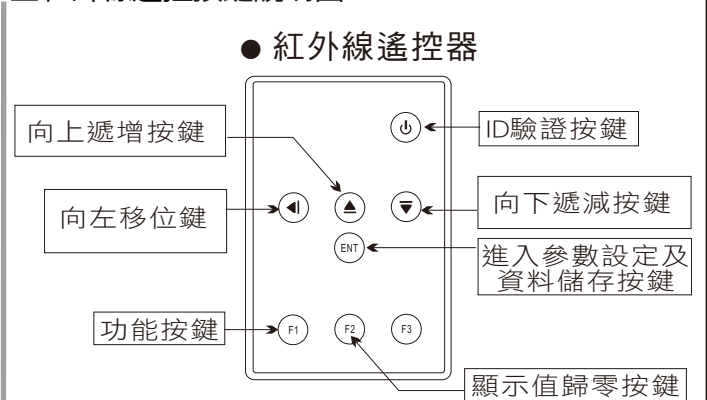 ● 紅外線遙控器
向上遞增按鍵
ID驗證按鍵
向左移位鍵
向下遞減按鍵
ENT
進入參數設定及
資料儲存按鍵
功能按鍵
F1
F2
F3
顯示值歸零按鍵